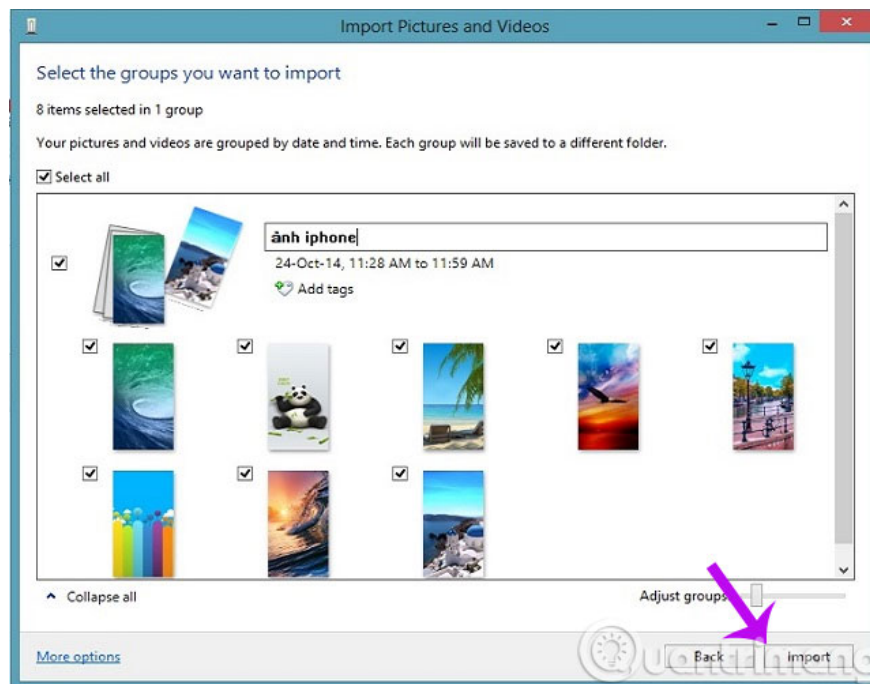 Import Pictures and Videos
Select the groups you want to import
8 items selected in 1 group
Your pictures and videos are grouped by date and time. Each group will be saved to a different folder.
Select all
ảnh iphone
24-Oct-14, 11:28 AM to 11:59 AM
Add tags
Collapse all
Adjust groups
More options
Back
Import
Quantrimang